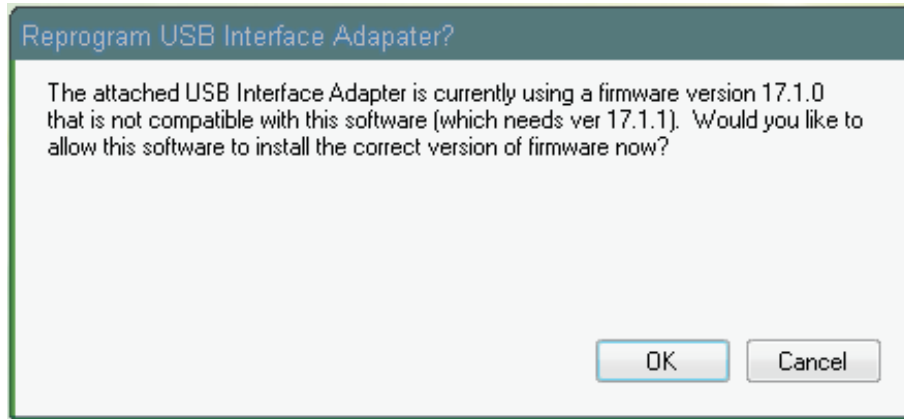 Reprogram USB Interface Adapater?
The attached USB Interface Adapter is currently using a firmware version 17.1.0
that is not compatible with this software (which needs ver 17.1.1).  Would you like to
allow this software to install the correct version of firmware now?
OK
Cancel